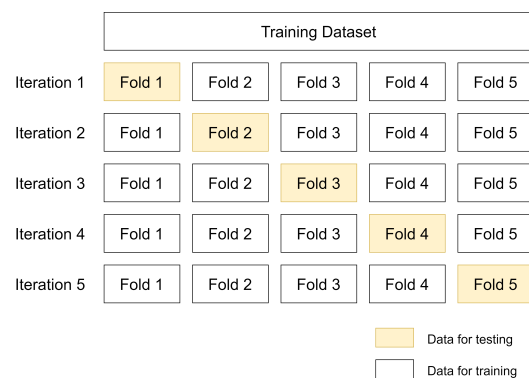 Training Dataset
Iteration 1 Fold 1 Fold 2 Fold 3 Fold 4 Fold 5
Iteration 2 Fold 1 Fold 2 Fold 3 Fold 4 Fold 5
Iteration 3 Fold 1 Fold 2 Fold 3 Fold 4 Fold 5
Iteration 4 Fold 1 Fold 2 Fold 3 Fold 4 Fold 5
Iteration 5 Fold 1 Fold 2 Fold 3 Fold 4 Fold 5
Data for testing
Data for training